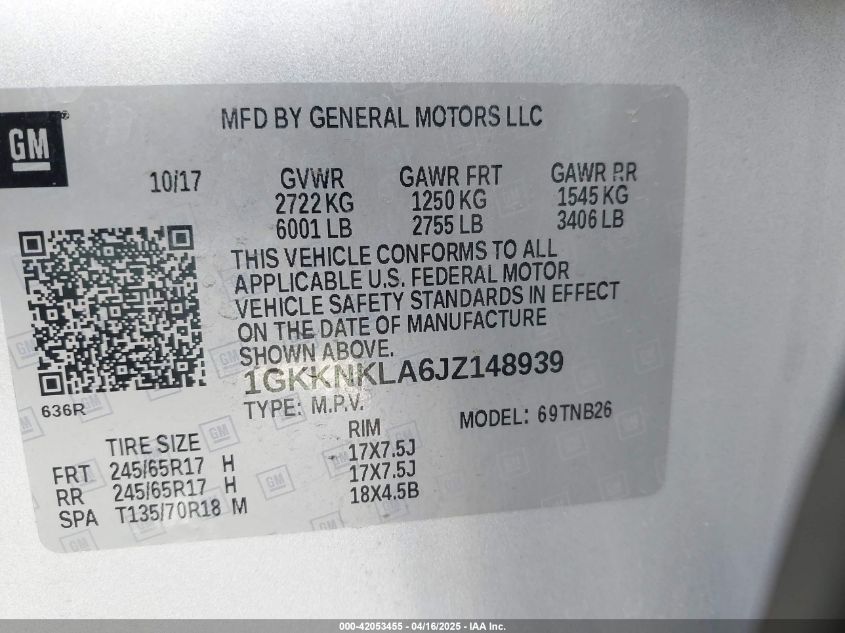 GM
MFD BY GENERAL MOTORS LLC
10/17
GVWR GAWR FRT GAWR RR
2722 KG 1250 KG 1545 KG
6001 LB 2755 LB 3406 LB
THIS VEHICLE CONFORMS TO ALL
APPLICABLE U.S. FEDERAL MOTOR
VEHICLE SAFETY STANDARDS IN EFFECT
ON THE DATE OF MANUFACTURE
SHOWN ABOVE.
1GKKNKLA6JZ148939
636R
TYPE: M.P.V. MODEL: 69TNB26
TIRE SIZE RIM
FRT 245/65R17 H 17X7.5J
RR 245/65R17 H 17X7.5J
SPA T135/70R18 M 18X4.5B
000-42053455 - 04/16/2025 - IAA Inc.